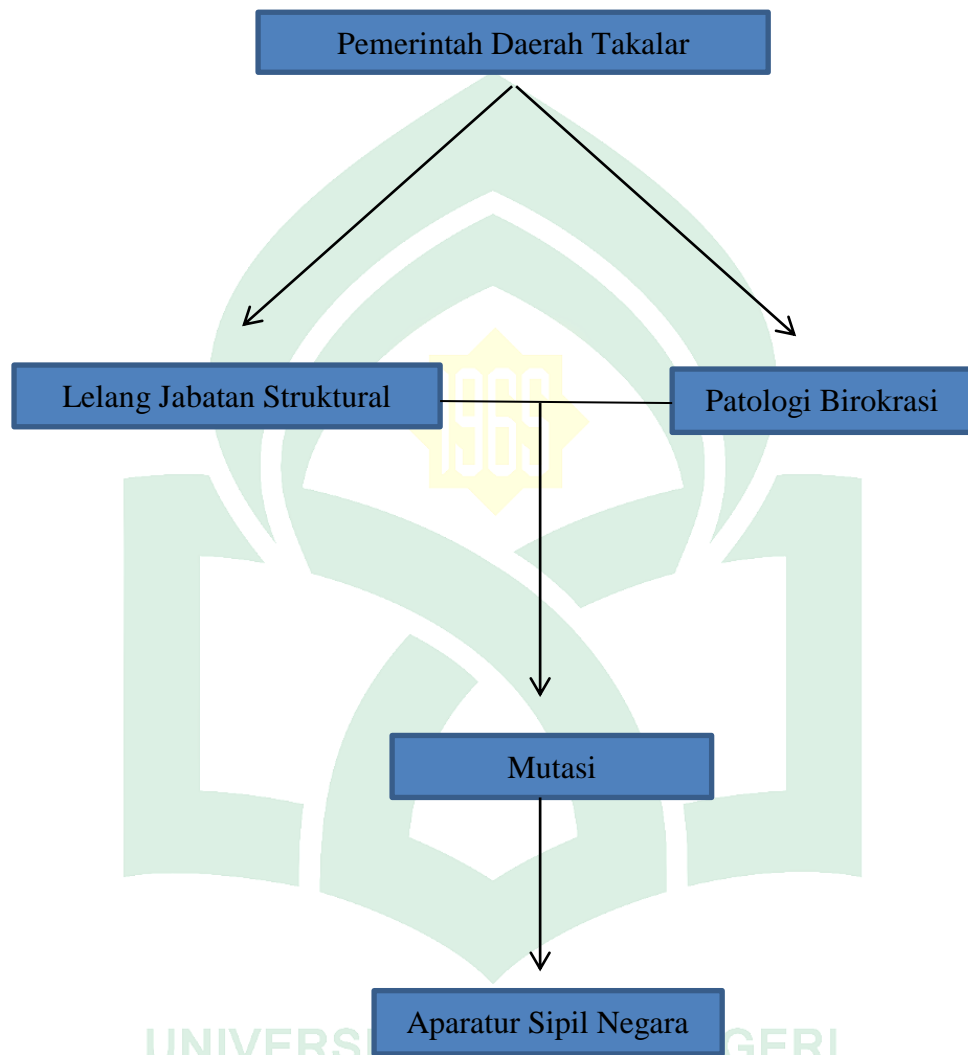 Pemerintah Daerah Takalar
Lelang Jabatan Struktural
Patologi Birokrasi
1969
Mutasi
Aparatur Sipil Negara